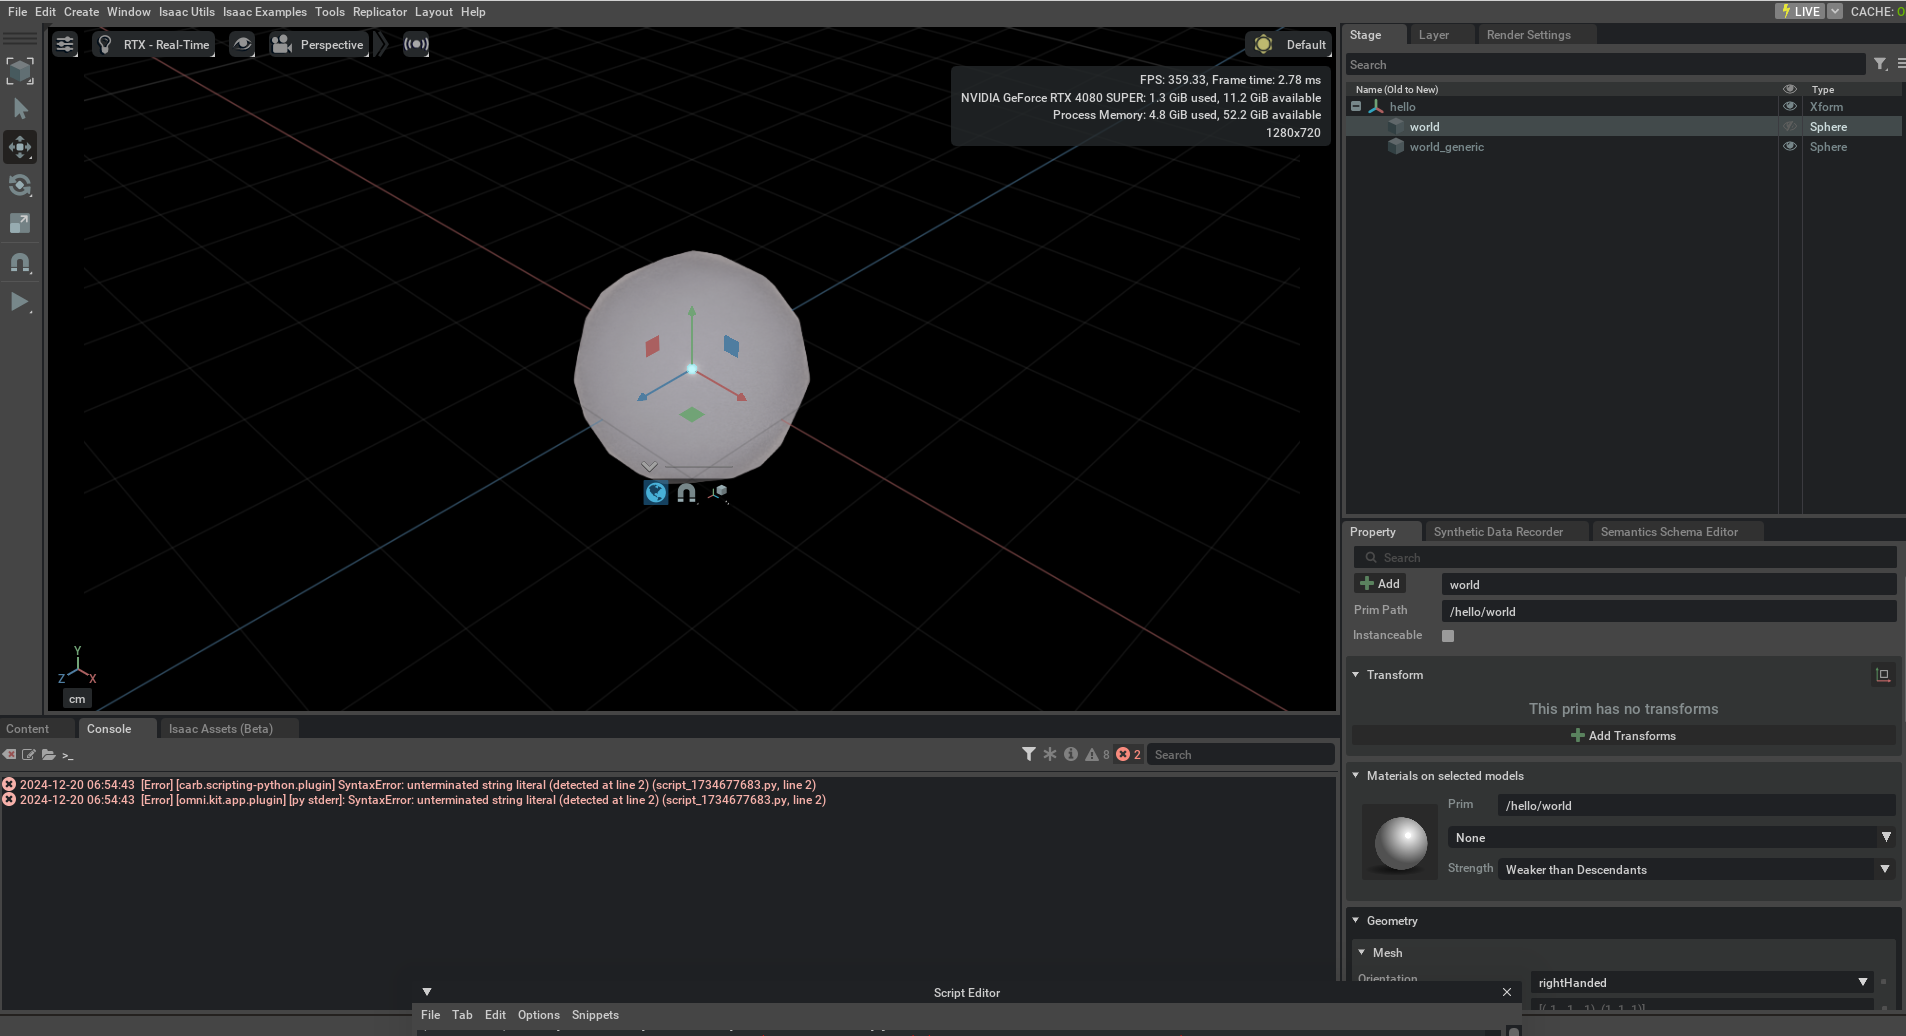 File Edit Create Window Isaac Utils Isaac Examples Tools Replicator Layout Help
LIVE CACHE: O
RTX - Real-Time
Perspective
Default
FPS: 359.33, Frame time: 2.78 ms
NVIDIA GeForce RTX 4080 SUPER: 1.3 GiB used, 11.2 GiB available
Process Memory: 4.8 GiB used, 52.2 GiB available
1280x720
Y
Z X
cm
Stage Layer Render Settings
Search
Name (Old to New) Type
hello Xform
world Sphere
world_generic Sphere
Property Synthetic Data Recorder Semantics Schema Editor
Search
Add world
Prim Path /hello/world
Instanceable
Transform
This prim has no transforms
Add Transforms
Materials on selected models
Prim /hello/world
None
Strength Weaker than Descendants
Geometry
Mesh
Orientation rightHanded
[(-1, -1, -1), (1, 1, 1)]
Content Console Isaac Assets (Beta)
>_ 8 2 Search
2024-12-20 06:54:43 [Error] [carb.scripting-python.plugin] SyntaxError: unterminated string literal (detected at line 2) (script_1734677683.py, line 2)
2024-12-20 06:54:43 [Error] [omni.kit.app.plugin] [py stderr]: SyntaxError: unterminated string literal (detected at line 2) (script_1734677683.py, line 2)
Script Editor
File Tab Edit Options Snippets